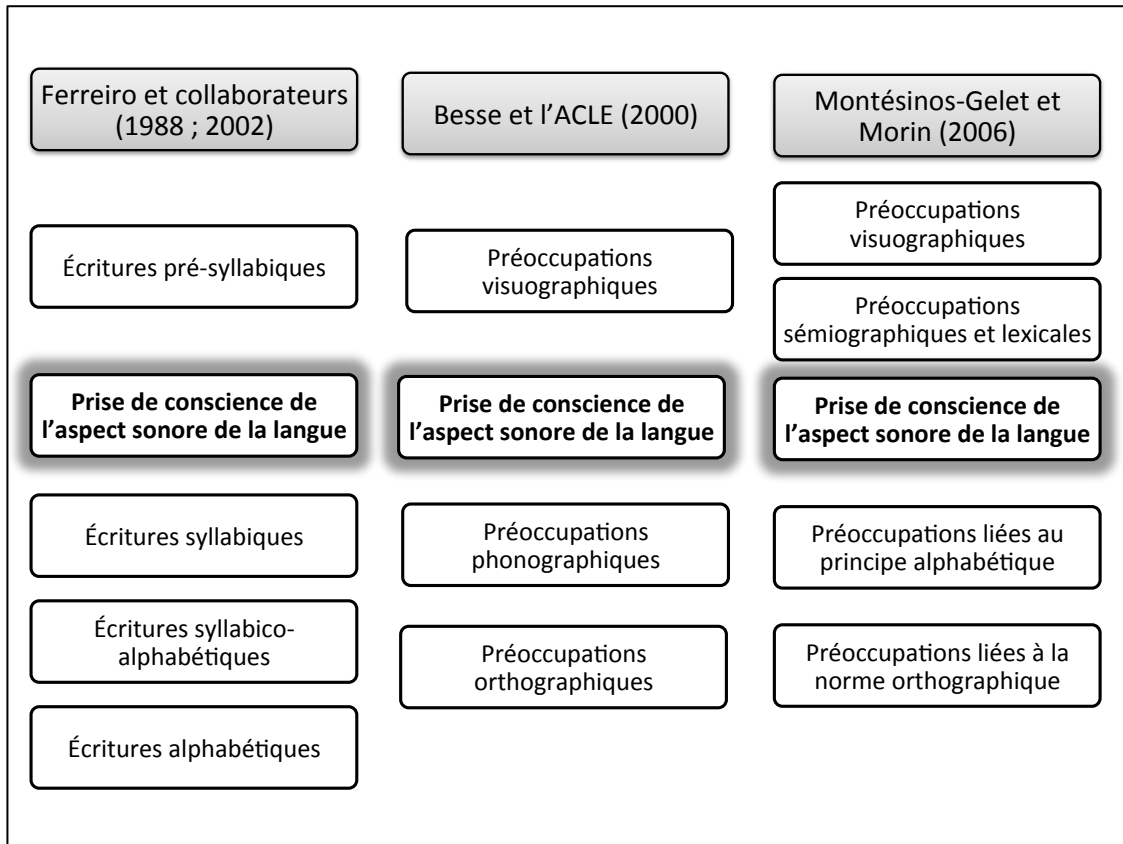 Ferreiro et collaborateurs
(1988 ; 2002)
Écritures pré-syllabiques
Prise de conscience de
l’aspect sonore de la langue
Écritures syllabiques
Écritures syllabico-
alphabétiques
Écritures alphabétiques
Besse et l’ACLE (2000)
Préoccupations
visuographiques
Prise de conscience de
l’aspect sonore de la langue
Préoccupations
phonographiques
Préoccupations
orthographiques
Montésinos-Gelet et
Morin (2006)
Préoccupations
visuographiques
Préoccupations
sémiographiques et lexicales
Prise de conscience de
l’aspect sonore de la langue
Préoccupations liées au
principe alphabétique
Préoccupations liées à la
norme orthographique